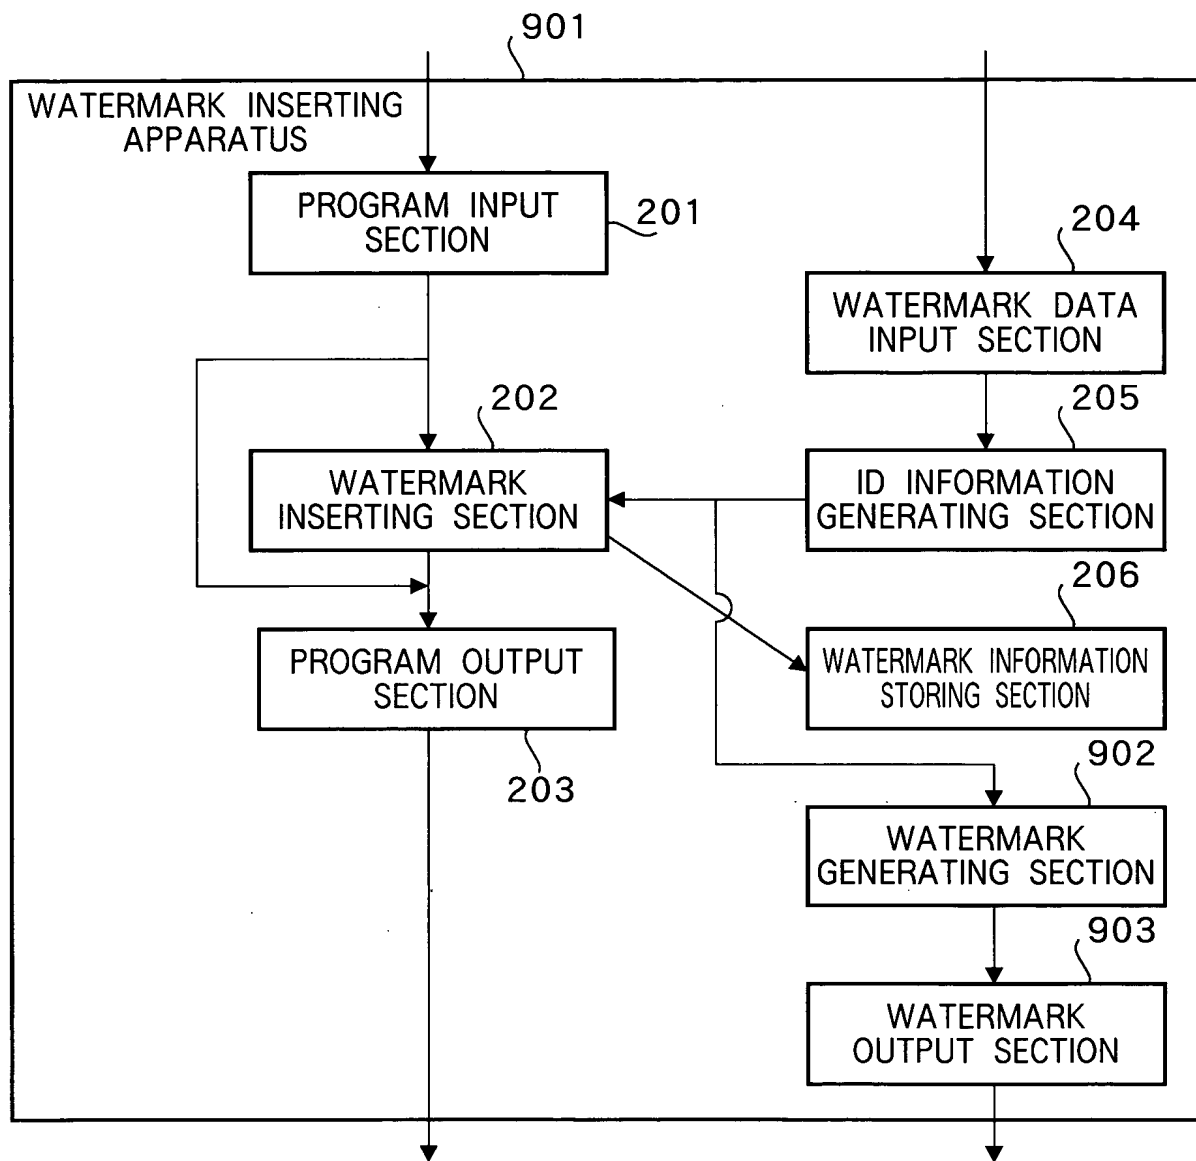 901
WATERMARK INSERTING
APPARATUS
PROGRAM INPUT
SECTION
201
204
WATERMARK DATA
INPUT SECTION
202
WATERMARK
INSERTING SECTION
205
ID INFORMATION
GENERATING SECTION
206
WATERMARK INFORMATION
STORING SECTION
PROGRAM OUTPUT
SECTION
203
902
WATERMARK
GENERATING SECTION
903
WATERMARK
OUTPUT SECTION